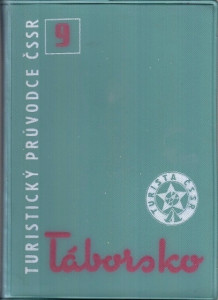 TURISTICKÝ PRŮVODCE ČSSR
9
TURISTA ČSSR
Táborsko